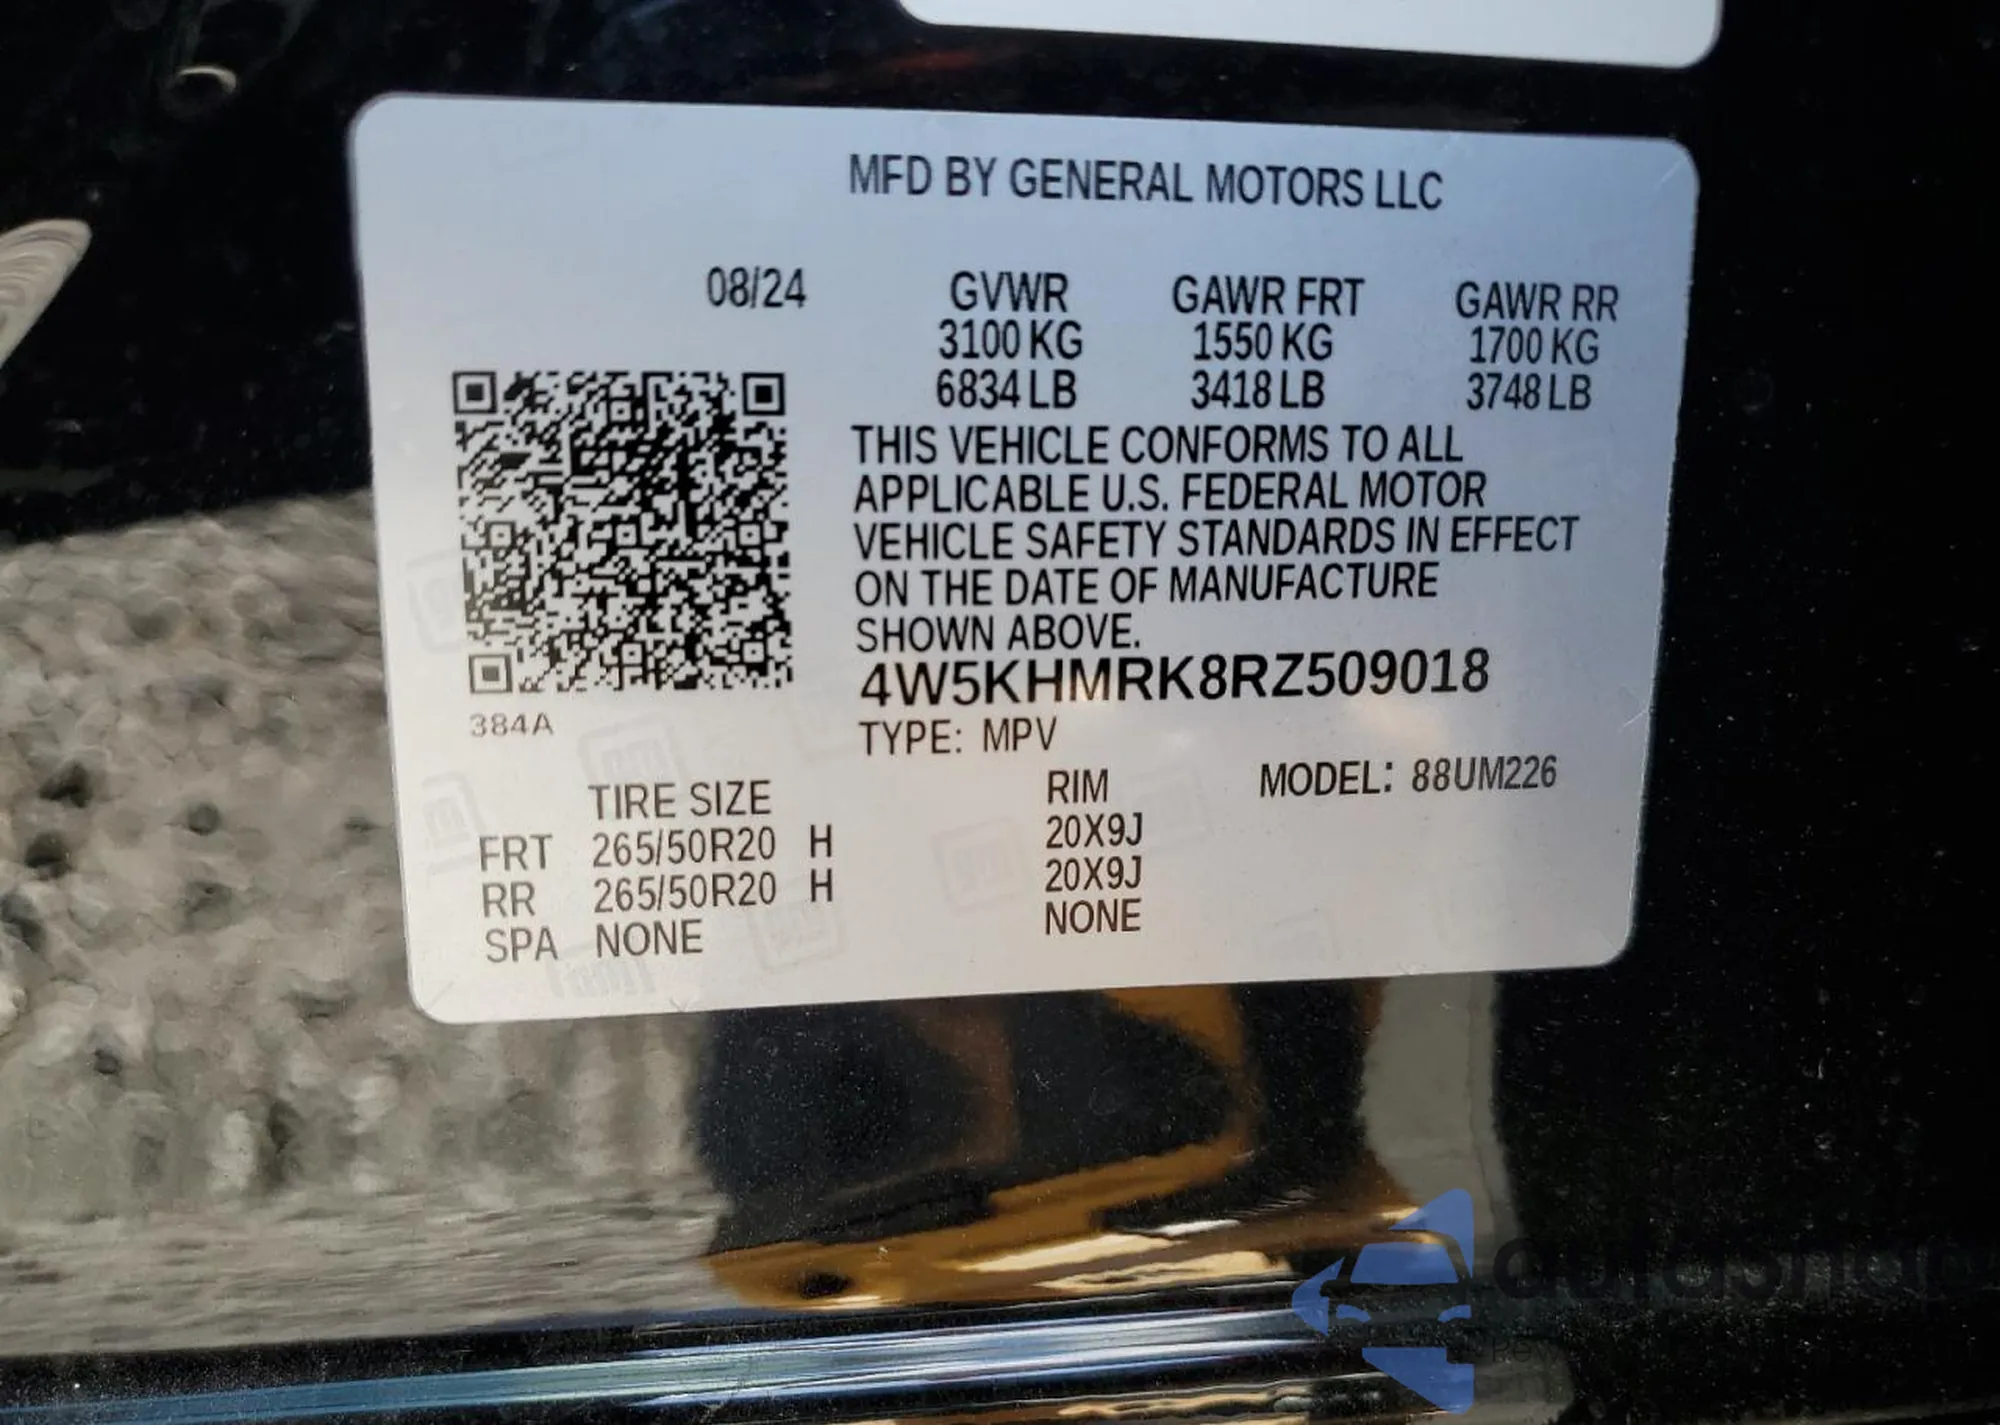 MFD BY GENERAL MOTORS LLC
08/24 GVWR GAWR FRT GAWR RR
3100 KG 1550 KG 1700 KG
6834 LB 3418 LB 3748 LB
THIS VEHICLE CONFORMS TO ALL
APPLICABLE U.S. FEDERAL MOTOR
VEHICLE SAFETY STANDARDS IN EFFECT
ON THE DATE OF MANUFACTURE
SHOWN ABOVE.
4W5KHMRK8RZ509018
384A
TYPE: MPV
MODEL: 88UM226
TIRE SIZE RIM
FRT 265/50R20 H 20X9J
RR 265/50R20 H 20X9J
SPA NONE NONE